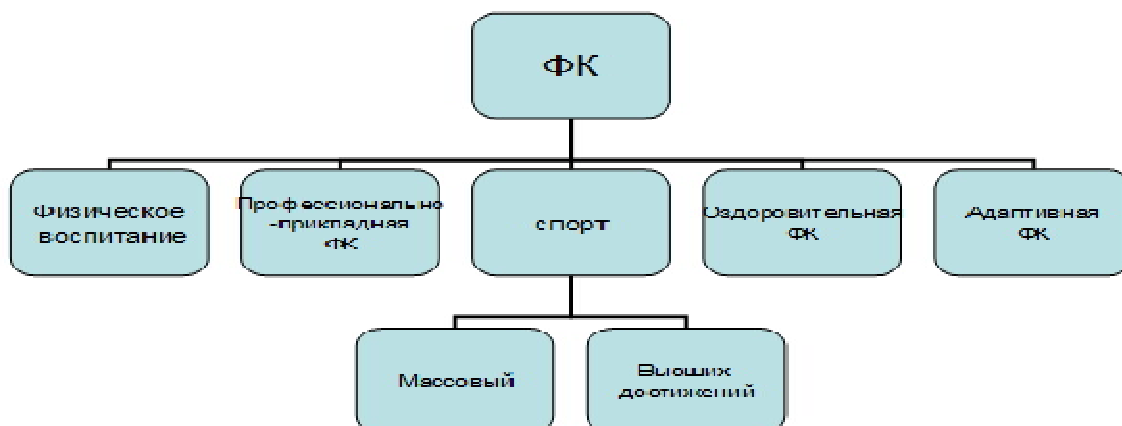 ФК
Физическое
воспитание
Профессионально
-прикладная
ФК
спорт
Оздоровительная
ФК
Адаптивная
ФК
Массовый
Высших
достижений